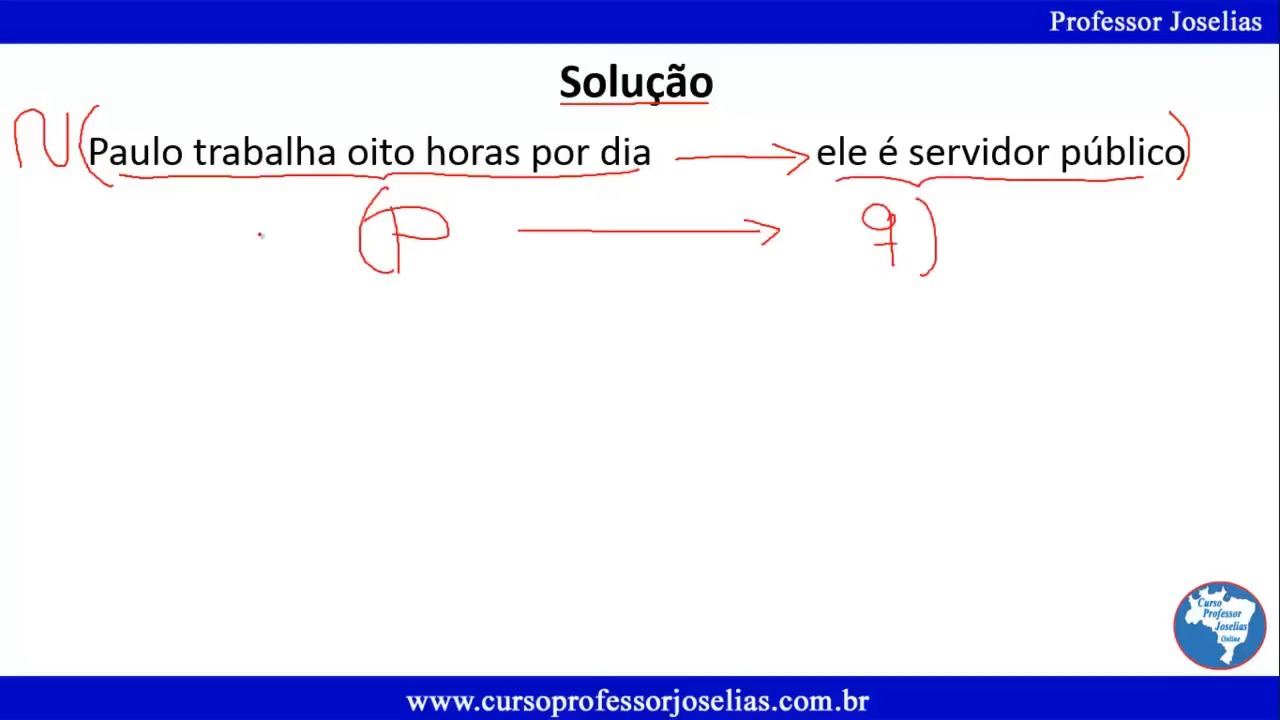 Professor Joselias
Solução
~(Paulo trabalha oito horas por dia → ele é servidor público)
(p → q)
Curso
Professor
Joselias
Online
www.cursoprofessorjoselias.com.br